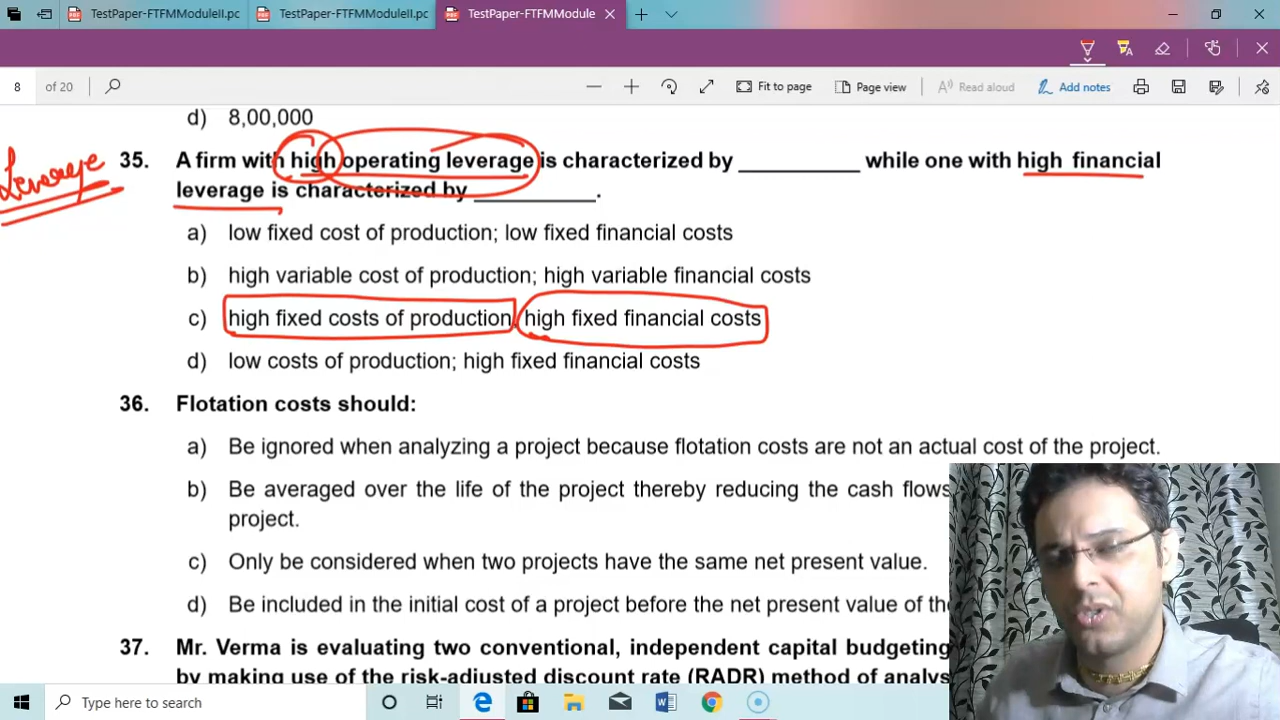 TestPaper-FTFMModuleII.pc
TestPaper-FTFMModuleII.pc
TestPaper-FTFMModule
8 of 20
Fit to page
Page view
Read aloud
Add notes
d) 8,00,000
Leverage
35. A firm with high operating leverage is characterized by __________ while one with high financial
leverage is characterized by __________.
a) low fixed cost of production; low fixed financial costs
b) high variable cost of production; high variable financial costs
c) high fixed costs of production high fixed financial costs
d) low costs of production; high fixed financial costs
36. Flotation costs should:
a) Be ignored when analyzing a project because flotation costs are not an actual cost of the project.
b) Be averaged over the life of the project thereby reducing the cash flows
project.
c) Only be considered when two projects have the same net present value.
d) Be included in the initial cost of a project before the net present value of
37. Mr. Verma is evaluating two conventional, independent capital budgeting
by making use of the risk-adjusted discount rate (RADR) method of
Type here to search